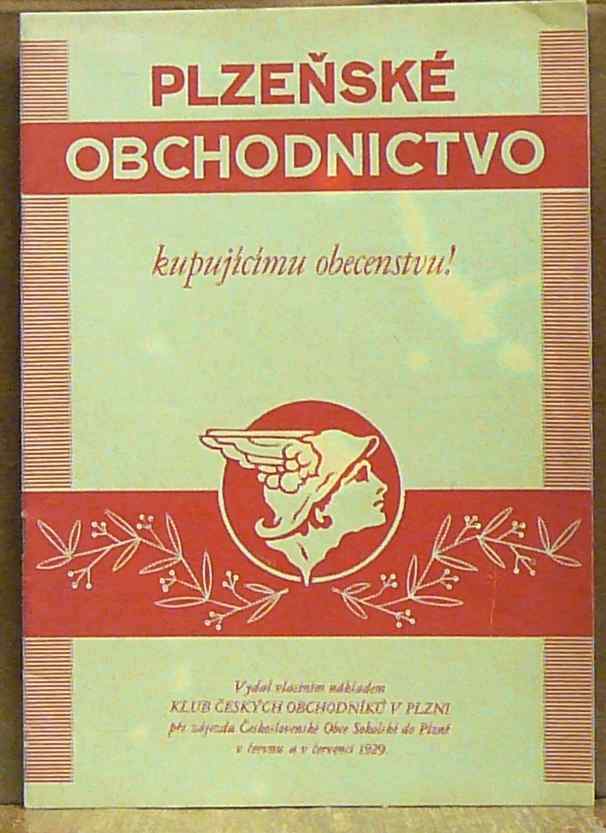 PLZEŇSKÉ
OBCHODNICTVO
kupujícímu obecenstvu!
Vydal vlastním nákladem
KLUB ČESKÝCH OBCHODNÍKŮ V PLZNI
při zájezdu Československé Obce Sokolské do Plzně
v červnu a v červenci 1929